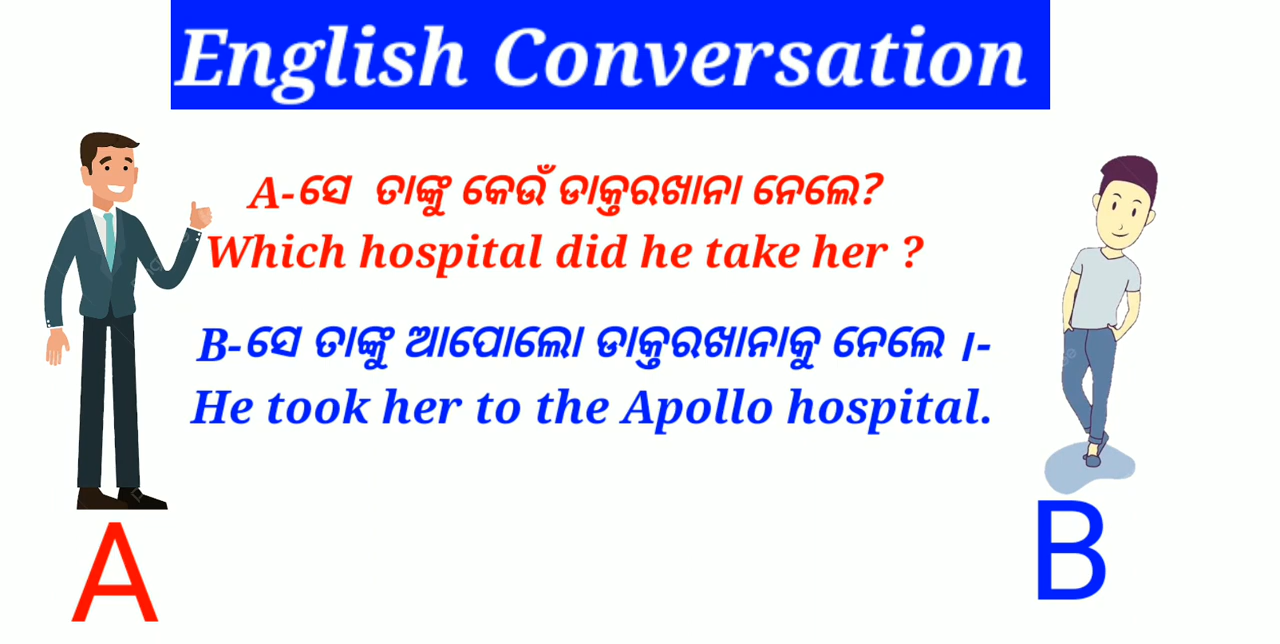 English Conversation
A-ସେ ତାଙ୍କୁ କେଉଁ ଡାକ୍ତରଖାନା ନେଲେ?
Which hospital did he take her ?
B-ସେ ତାଙ୍କୁ ଆପୋଲୋ ଡାକ୍ତରଖାନାକୁ ନେଲେ ।-
He took her to the Apollo hospital.
A
B